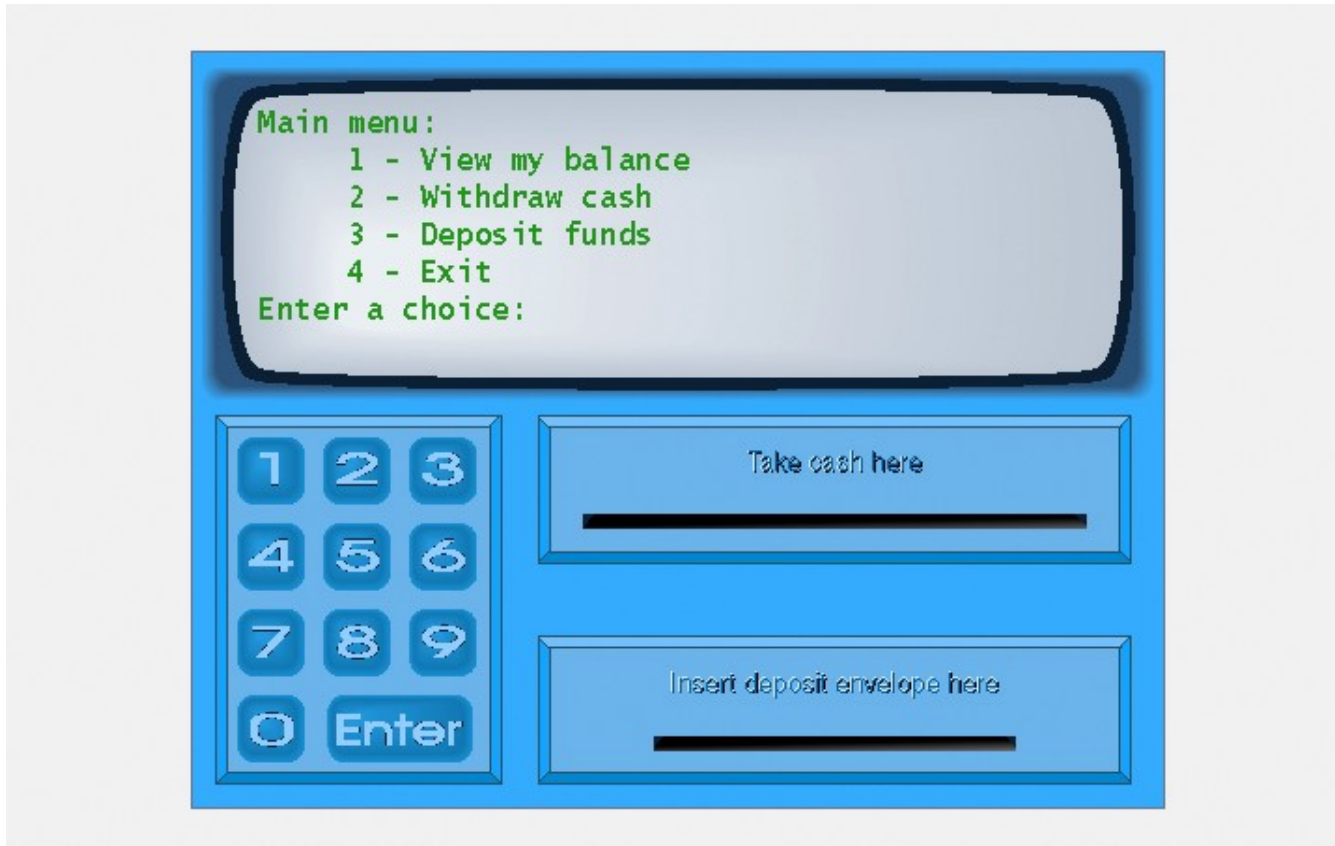 Main menu:
1 - View my balance
2 - Withdraw cash
3 - Deposit funds
4 - Exit
Enter a choice:
1 2 3
4 5 6
7 8 9
0 Enter
Take cash here
Insert deposit envelope here